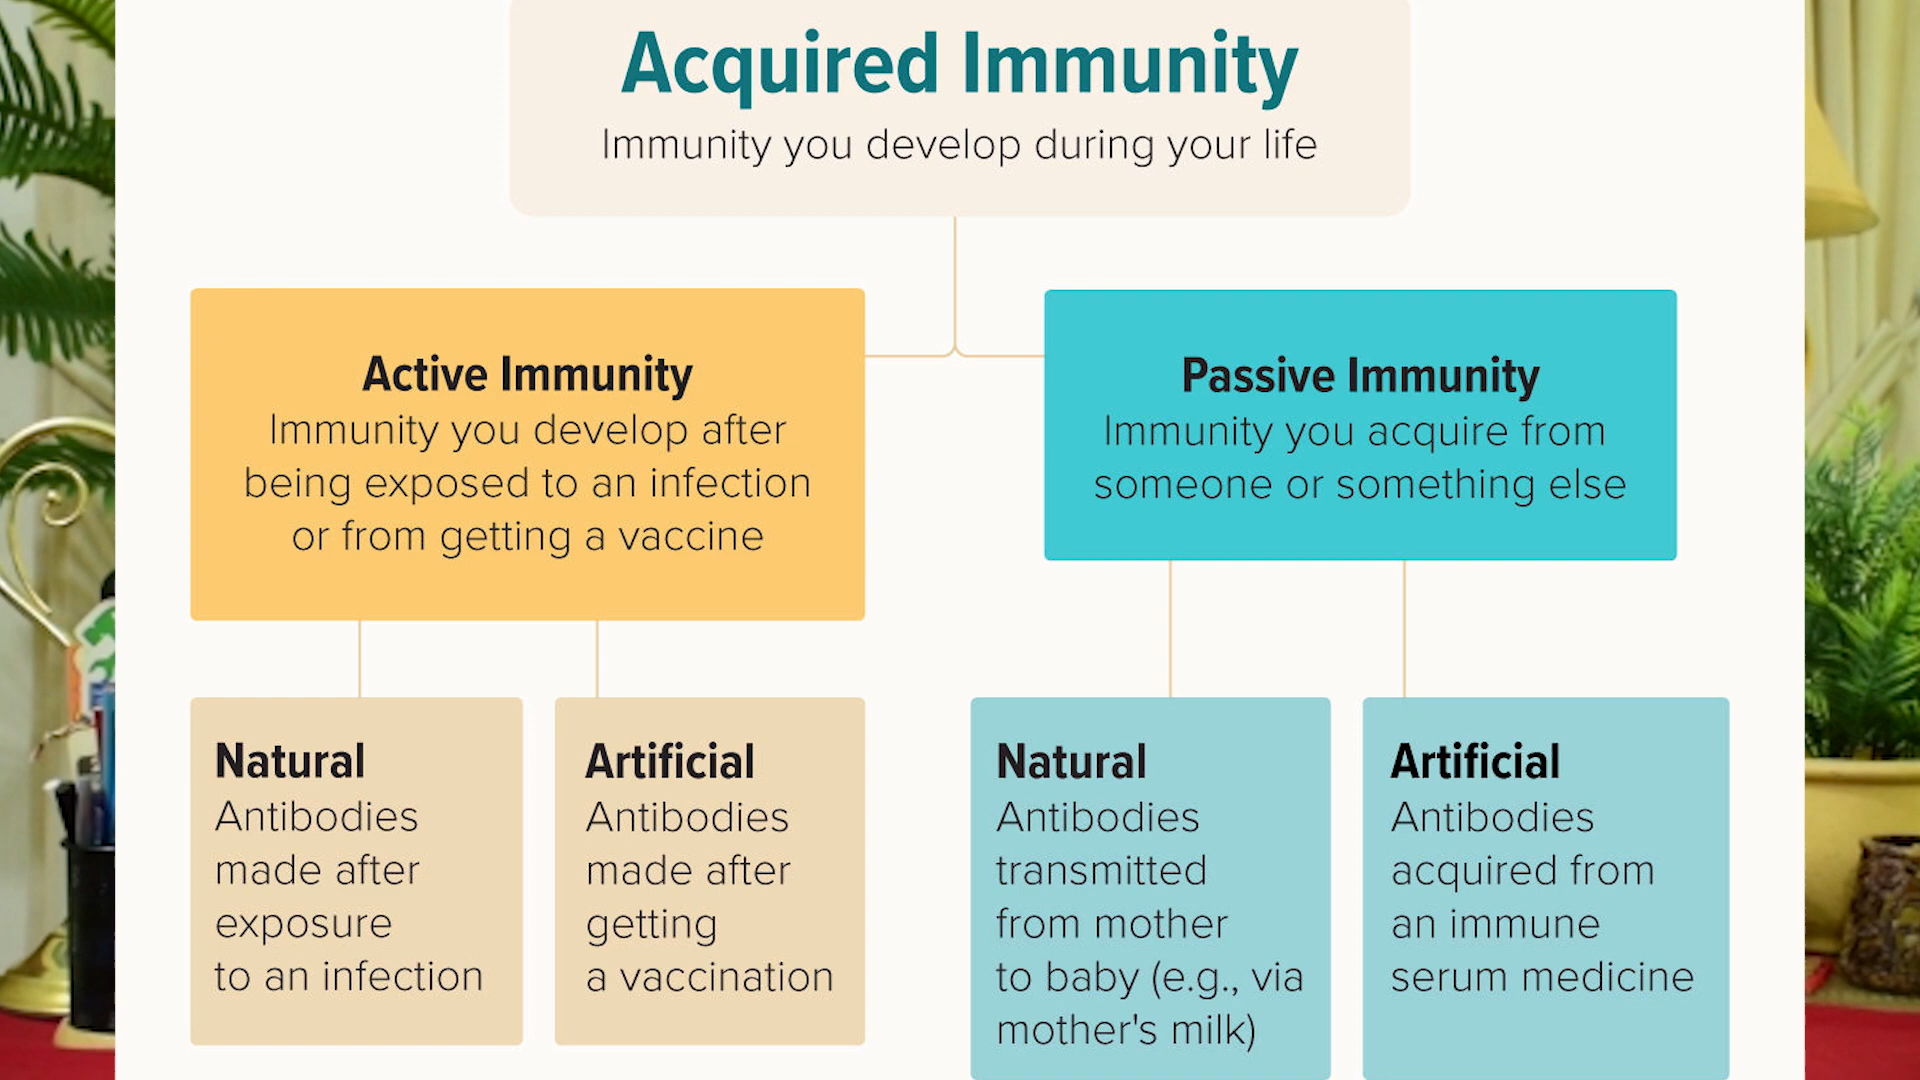 Acquired Immunity
Immunity you develop during your life
Active Immunity
Immunity you develop after
being exposed to an infection
or from getting a vaccine
Passive Immunity
Immunity you acquire from
someone or something else
Natural
Antibodies
made after
exposure
to an infection
Artificial
Antibodies
made after
getting
a vaccination
Natural
Antibodies
transmitted
from mother
to baby (e.g., via
mother's milk)
Artificial
Antibodies
acquired from
an immune
serum medicine